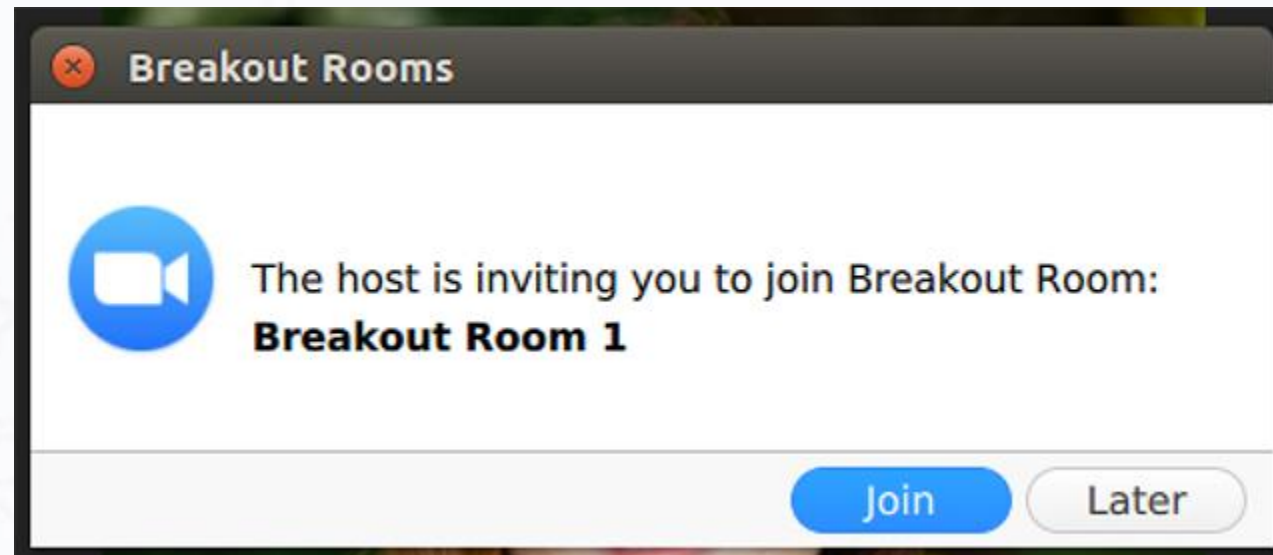 Breakout Rooms
The host is inviting you to join Breakout Room:
Breakout Room 1
Join
Later